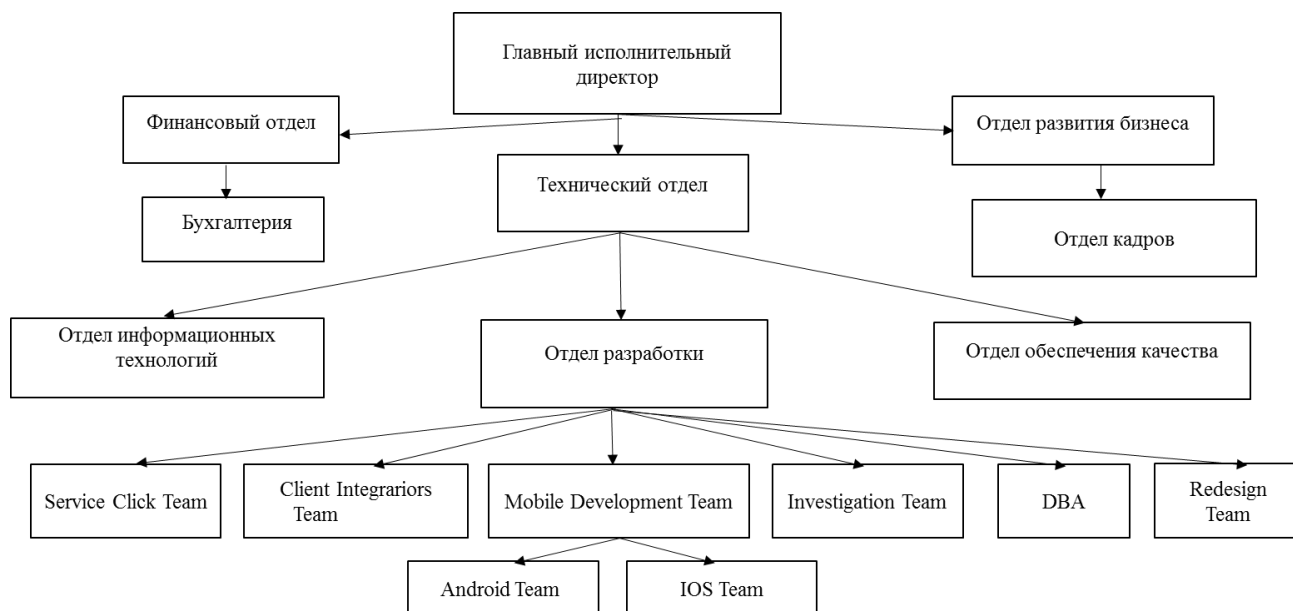 Главный исполнительный
директор
Финансовый отдел
Отдел развития бизнеса
Технический отдел
Бухгалтерия
Отдел кадров
Отдел информационных
технологий
Отдел разработки
Отдел обеспечения качества
Service Click Team
Client Integrariors
Team
Mobile Development Team
Investigation Team
DBA
Redesign
Team
Android Team
IOS Team